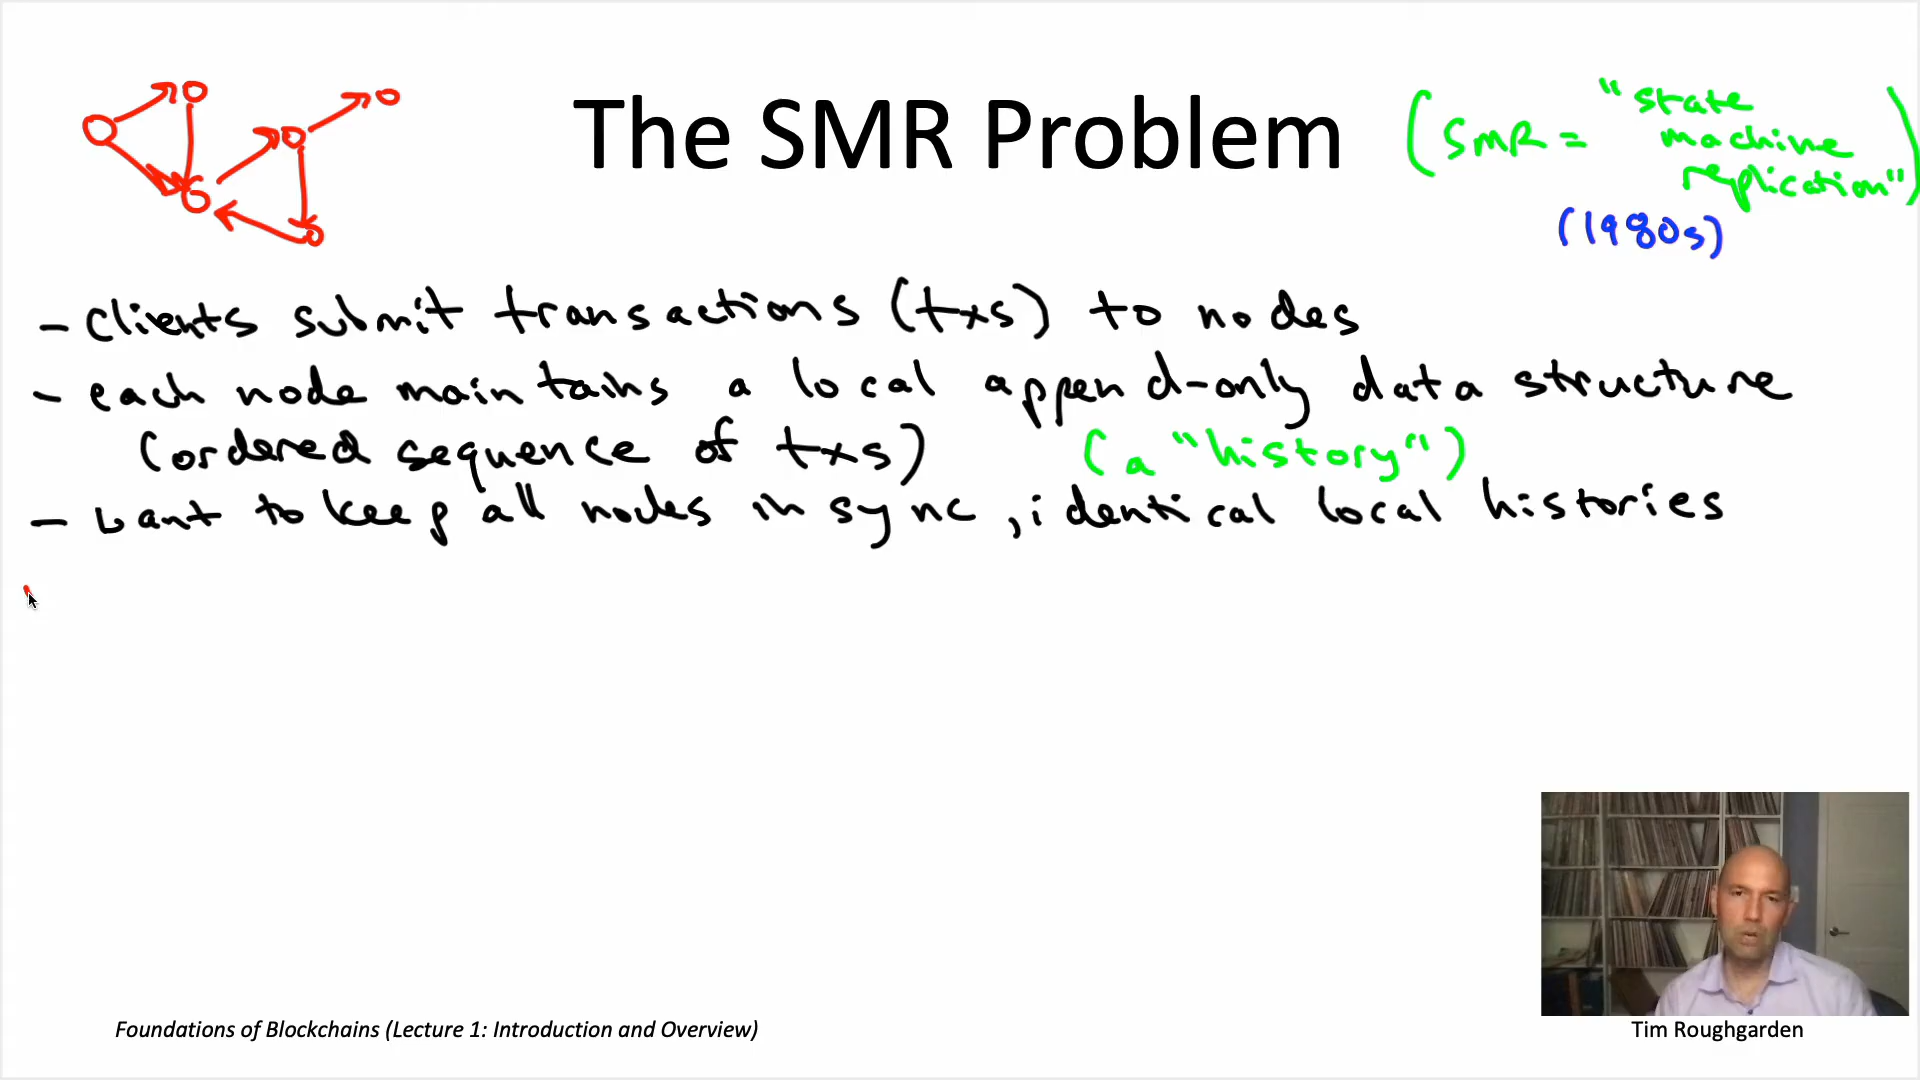 The SMR Problem
(SMR = "state
machine
replication")
(1980s)
- clients submit transactions (txs) to nodes
- each node maintains a local append-only data structure
(ordered sequence of txs) (a "history")
- want to keep all nodes in sync, identical local histories
Foundations of Blockchains (Lecture 1: Introduction and Overview)
Tim Roughgarden